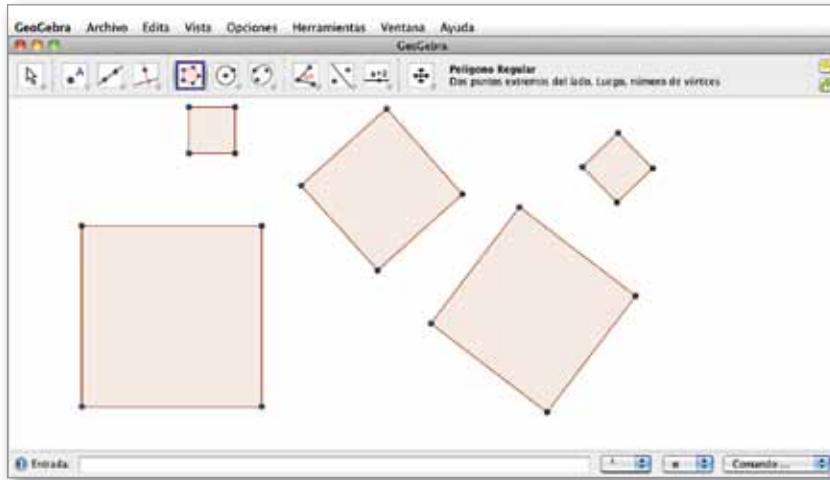 GeoGebra Archivo Edita Vista Opciones Herramientas Ventana Ayuda
GeoGebra
Polígono Regular
Dos puntos extremos del lado. Luego, número de vértices
Entrada:
Comando ...